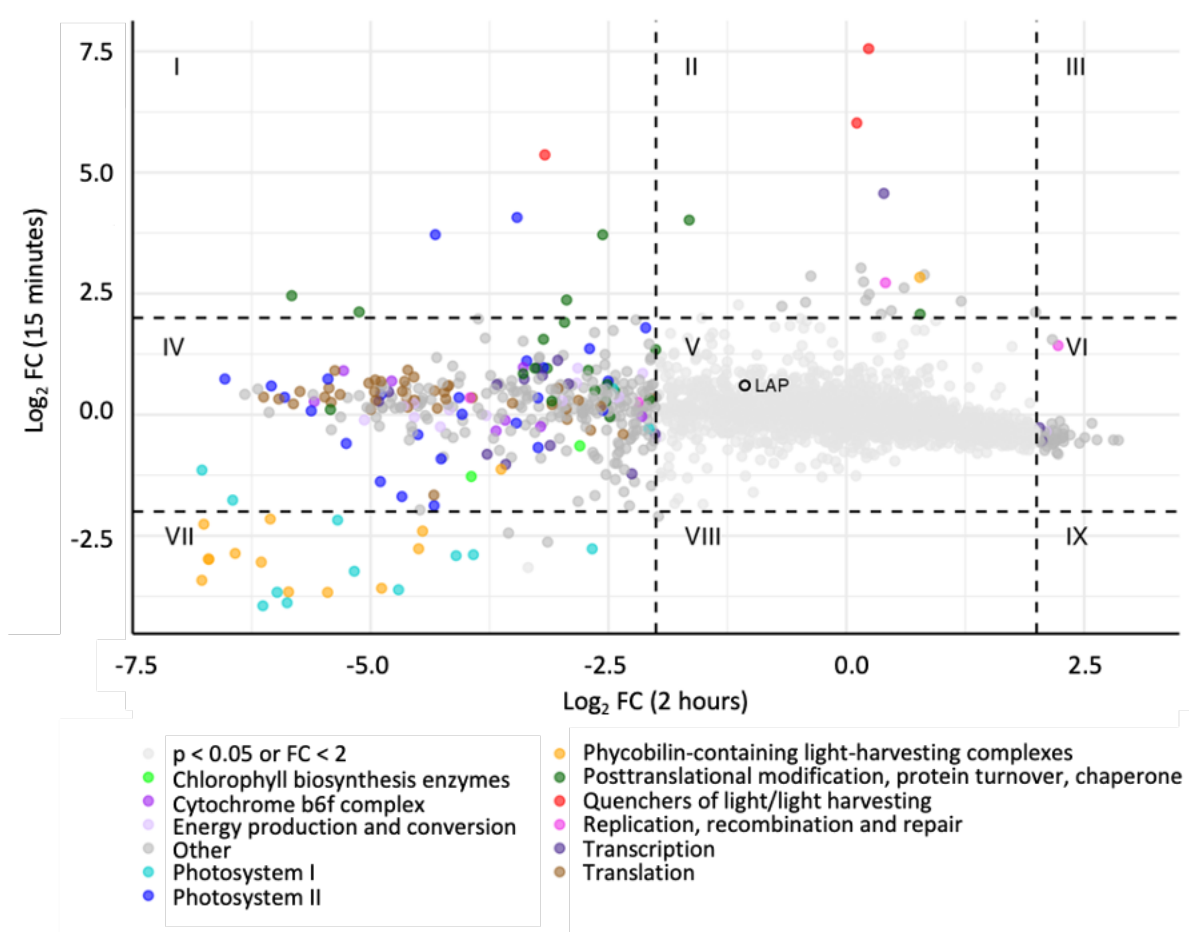 7.5
I
II
III
5.0
2.5
IV
V
VI
LAP
0.0
-2.5
VII
VIII
IX
Log2 FC (15 minutes)
-7.5 -5.0 -2.5 0.0 2.5
Log2 FC (2 hours)
p < 0.05 or FC < 2
Chlorophyll biosynthesis enzymes
Cytochrome b6f complex
Energy production and conversion
Other
Photosystem I
Photosystem II
Phycobilin-containing light-harvesting complexes
Posttranslational modification, protein turnover, chaperone
Quenchers of light/light harvesting
Replication, recombination and repair
Transcription
Translation